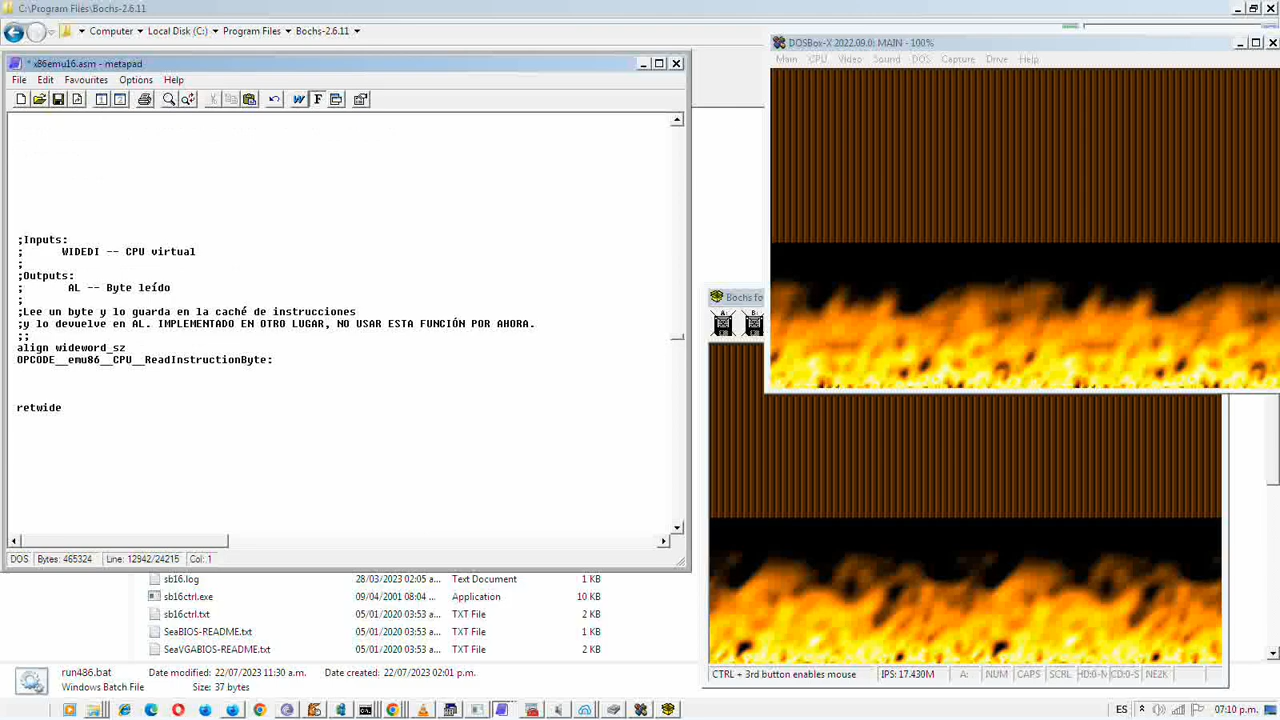 C:\Program Files\Bochs-2.6.11
Computer Local Disk (C:) Program Files Bochs-2.6.11
* x86emu16.asm - metapad
File Edit Favourites Options Help
;Inputs:
; WIDEDI -- CPU virtual
;
;Outputs:
; AL -- Byte leído
;
;Lee un byte y lo guarda en la caché de instrucciones
;y lo devuelve en AL. IMPLEMENTADO EN OTRO LUGAR, NO USAR ESTA FUNCIÓN POR AHORA.
;;
align wideword_sz
OPCODE__emu86__CPU__ReadInstructionByte:
retwide
DOS Bytes: 465324 Line: 12942/24215 Col: 1
DOSBox-X 2022.09.0: MAIN - 100%
Main CPU Video Sound DOS Capture Drive Help
Bochs fo
A: B:
CTRL + 3rd button enables mouse IPS: 17.430M A: NUM CAPS SCRL HD:0-M CD:0-S NE2K
sb16.log 28/03/2023 02:05 a... Text Document 1 KB
sb16ctrl.exe 09/04/2001 08:04 ... Application 10 KB
sb16ctrl.txt 05/01/2020 03:53 a... TXT File 2 KB
SeaBIOS-README.txt 05/01/2020 03:53 a... TXT File 1 KB
SeaVGABIOS-README.txt 05/01/2020 03:53 a... TXT File 1 KB
run486.bat Date modified: 22/07/2023 11:30 a.m. Date created: 22/07/2023 02:01 p.m.
Windows Batch File Size: 37 bytes
ES 07:10 p.m.